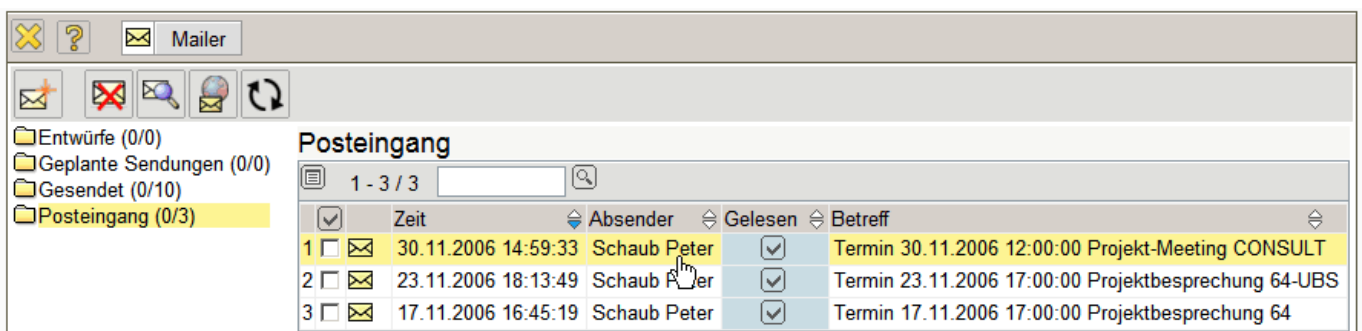 Mailer
Entwürfe (0/0)
Geplante Sendungen (0/0)
Gesendet (0/10)
Posteingang (0/3)
Posteingang
1 - 3 / 3
Zeit Absender Gelesen Betreff
1 30.11.2006 14:59:33 Schaub Peter Termin 30.11.2006 12:00:00 Projekt-Meeting CONSULT
2 23.11.2006 18:13:49 Schaub Peter Termin 23.11.2006 17:00:00 Projektbesprechung 64-UBS
3 17.11.2006 16:45:19 Schaub Peter Termin 17.11.2006 17:00:00 Projektbesprechung 64